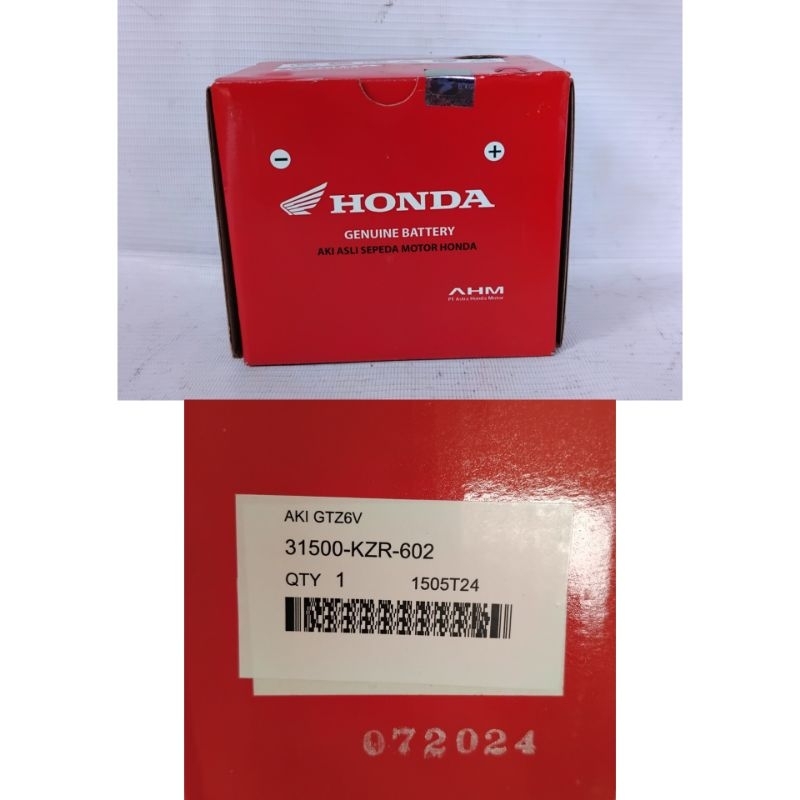 HONDA
GENUINE BATTERY
AKI ASLI SEPEDA MOTOR HONDA
AHM
PT Astra Honda Motor
AKI GTZ6V
31500-KZR-602
QTY 1 1505T24
072024